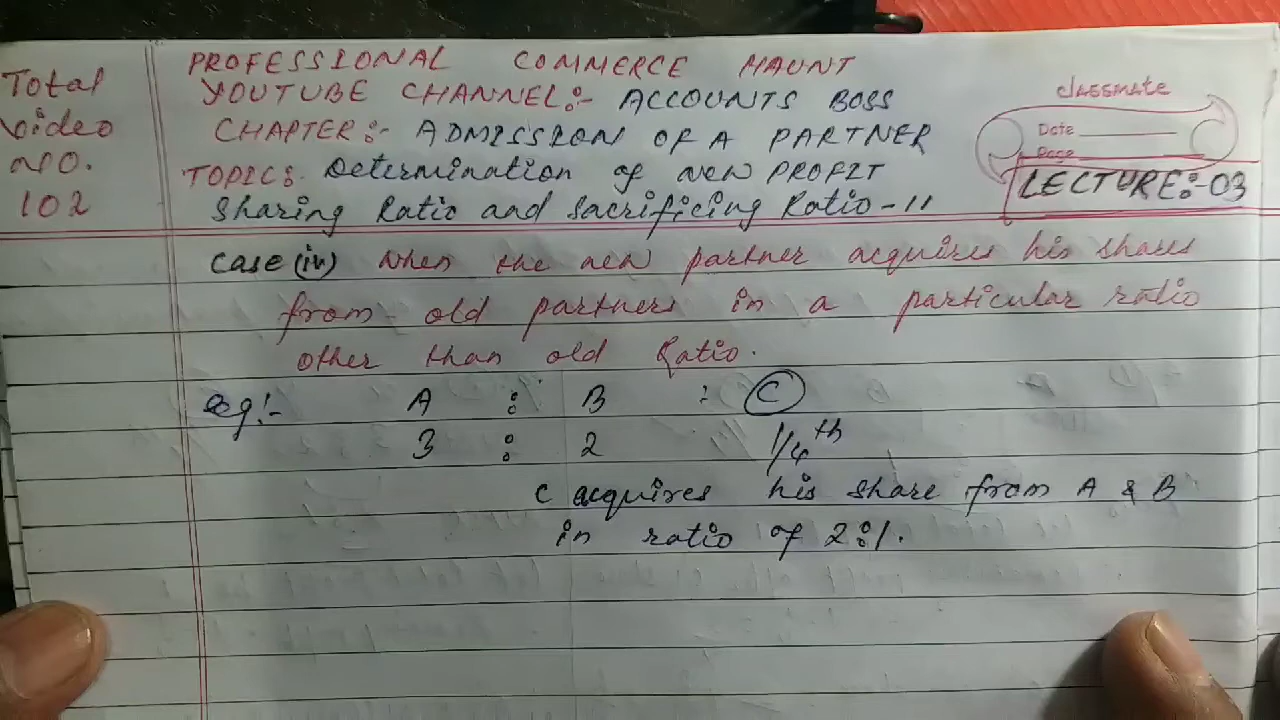 Total
video
NO.
102
PROFESSIONAL COMMERCE HAUNT
YOUTUBE CHANNEL:- ACCOUNTS BOSS
CHAPTER:- ADMISSION OF A PARTNER
TOPICS. Determination of NEW PROFIT
Sharing Ratio and Sacrificing Ratio-11
classmate
Date
Page
LECTURE:-03
CASE (iv) When the new partner acquires his shares
from old partners in a particular ratio
other than old Ratio.
eg:- A : B : C
3 : 2 1/4th
C acquires his share from A & B
in ratio of 2:1.